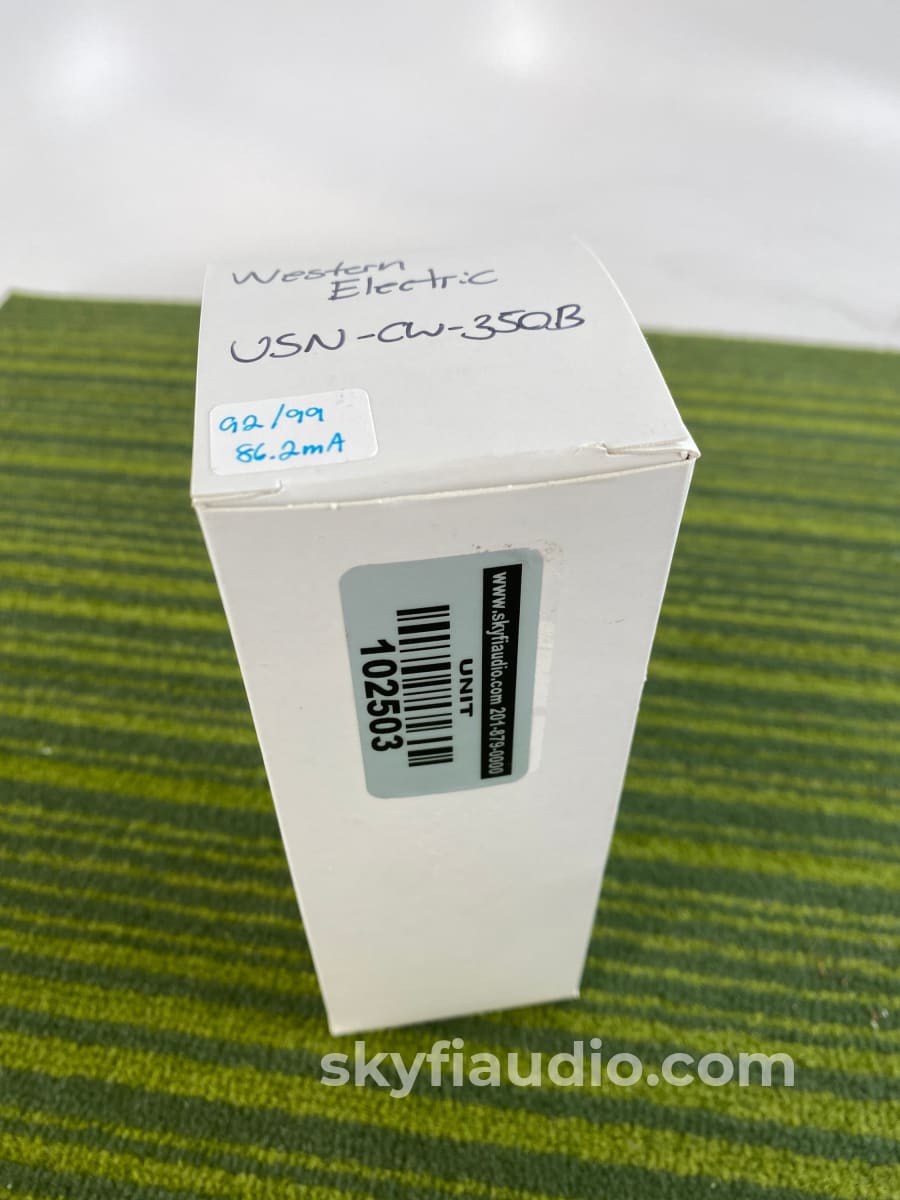 Western
Electric
USN-CW-350B
92/99
86.2mA
www.skyfiaudio.com 201-879-0000
UNIT
102503
skyfiaudio.com